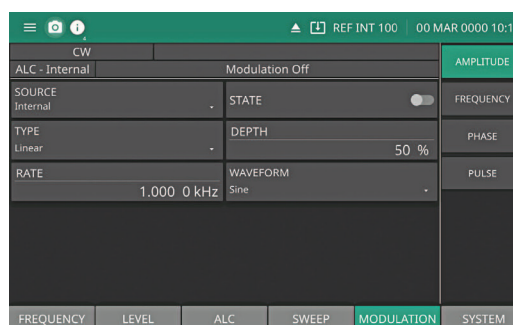 REF INT 100 00 MAR 0000 10:1
CW
ALC - Internal Modulation Off
AMPLITUDE
SOURCE
Internal
STATE
FREQUENCY
TYPE
Linear
DEPTH
50 %
PHASE
RATE
1.000 0 kHz
WAVEFORM
Sine
PULSE
FREQUENCY LEVEL ALC SWEEP MODULATION SYSTEM